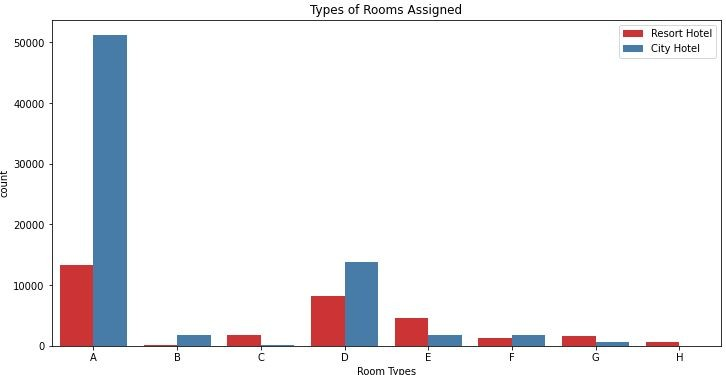 Types of Rooms Assigned
Resort Hotel
City Hotel
50000
40000
30000
20000
10000
0
count
A B C D E F G H
Room Types